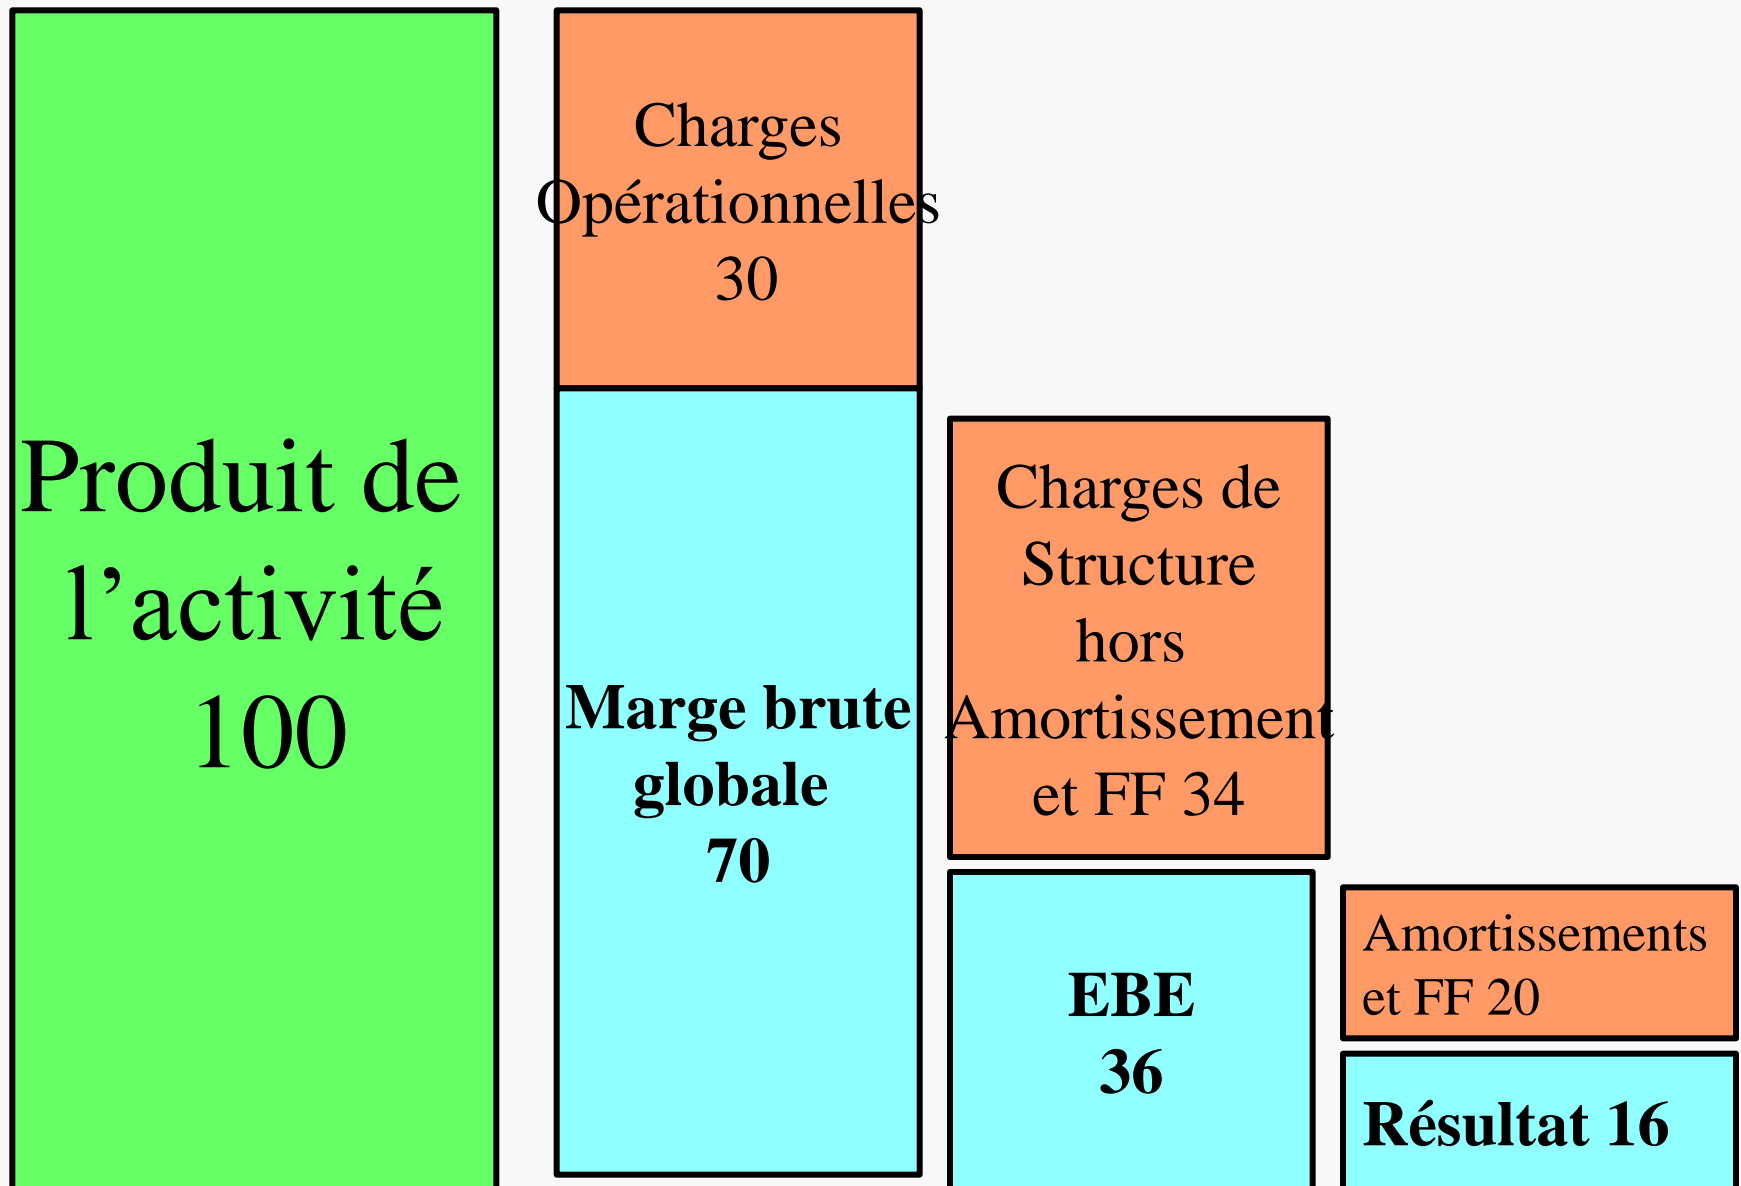 Produit de
l’activité
100
Charges
Opérationnelles
30
Marge brute
globale
70
Charges de
Structure
hors
Amortissement
et FF 34
EBE
36
Amortissements
et FF 20
Résultat 16